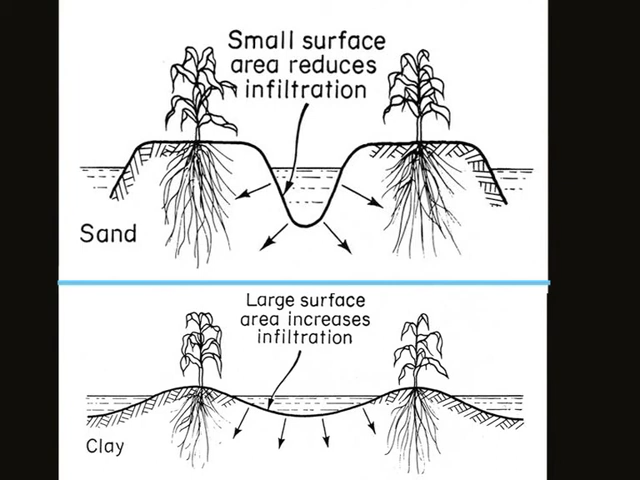 Small surface
area reduces
infiltration
Sand
Large surface
area increases
infiltration
Clay